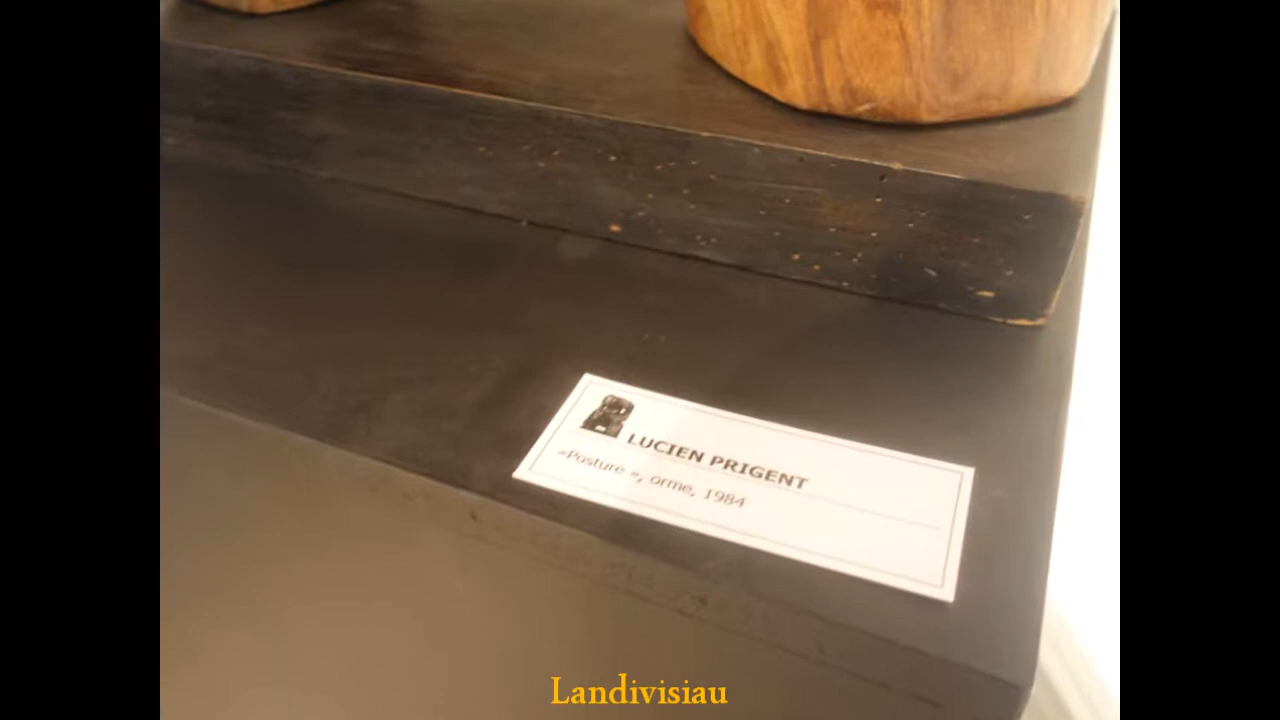 LUCIEN PRIGENT
«Posture », orme, 1984
Landivisiau